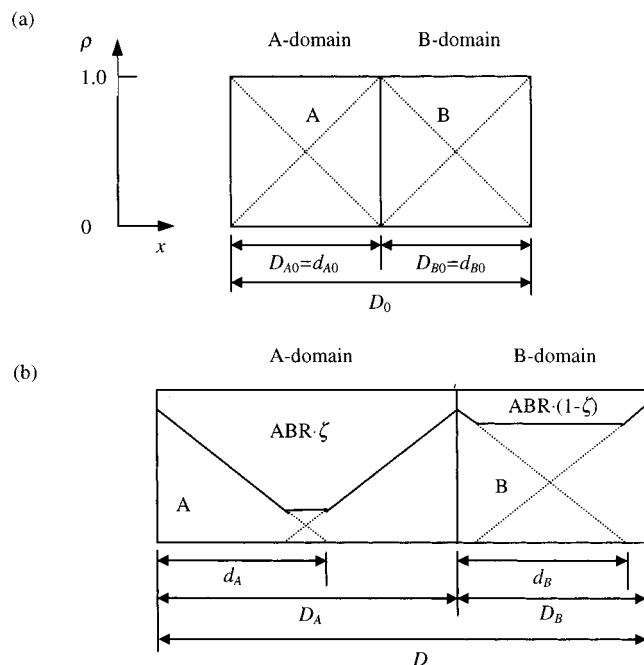 (a)
A-domain B-domain
ρ
1.0
A B
0
x
D_A0=d_A0 D_B0=d_B0
D_0
(b)
A-domain B-domain
ABR·ζ ABR·(1-ζ)
A B
d_A d_B
D_A D_B
D